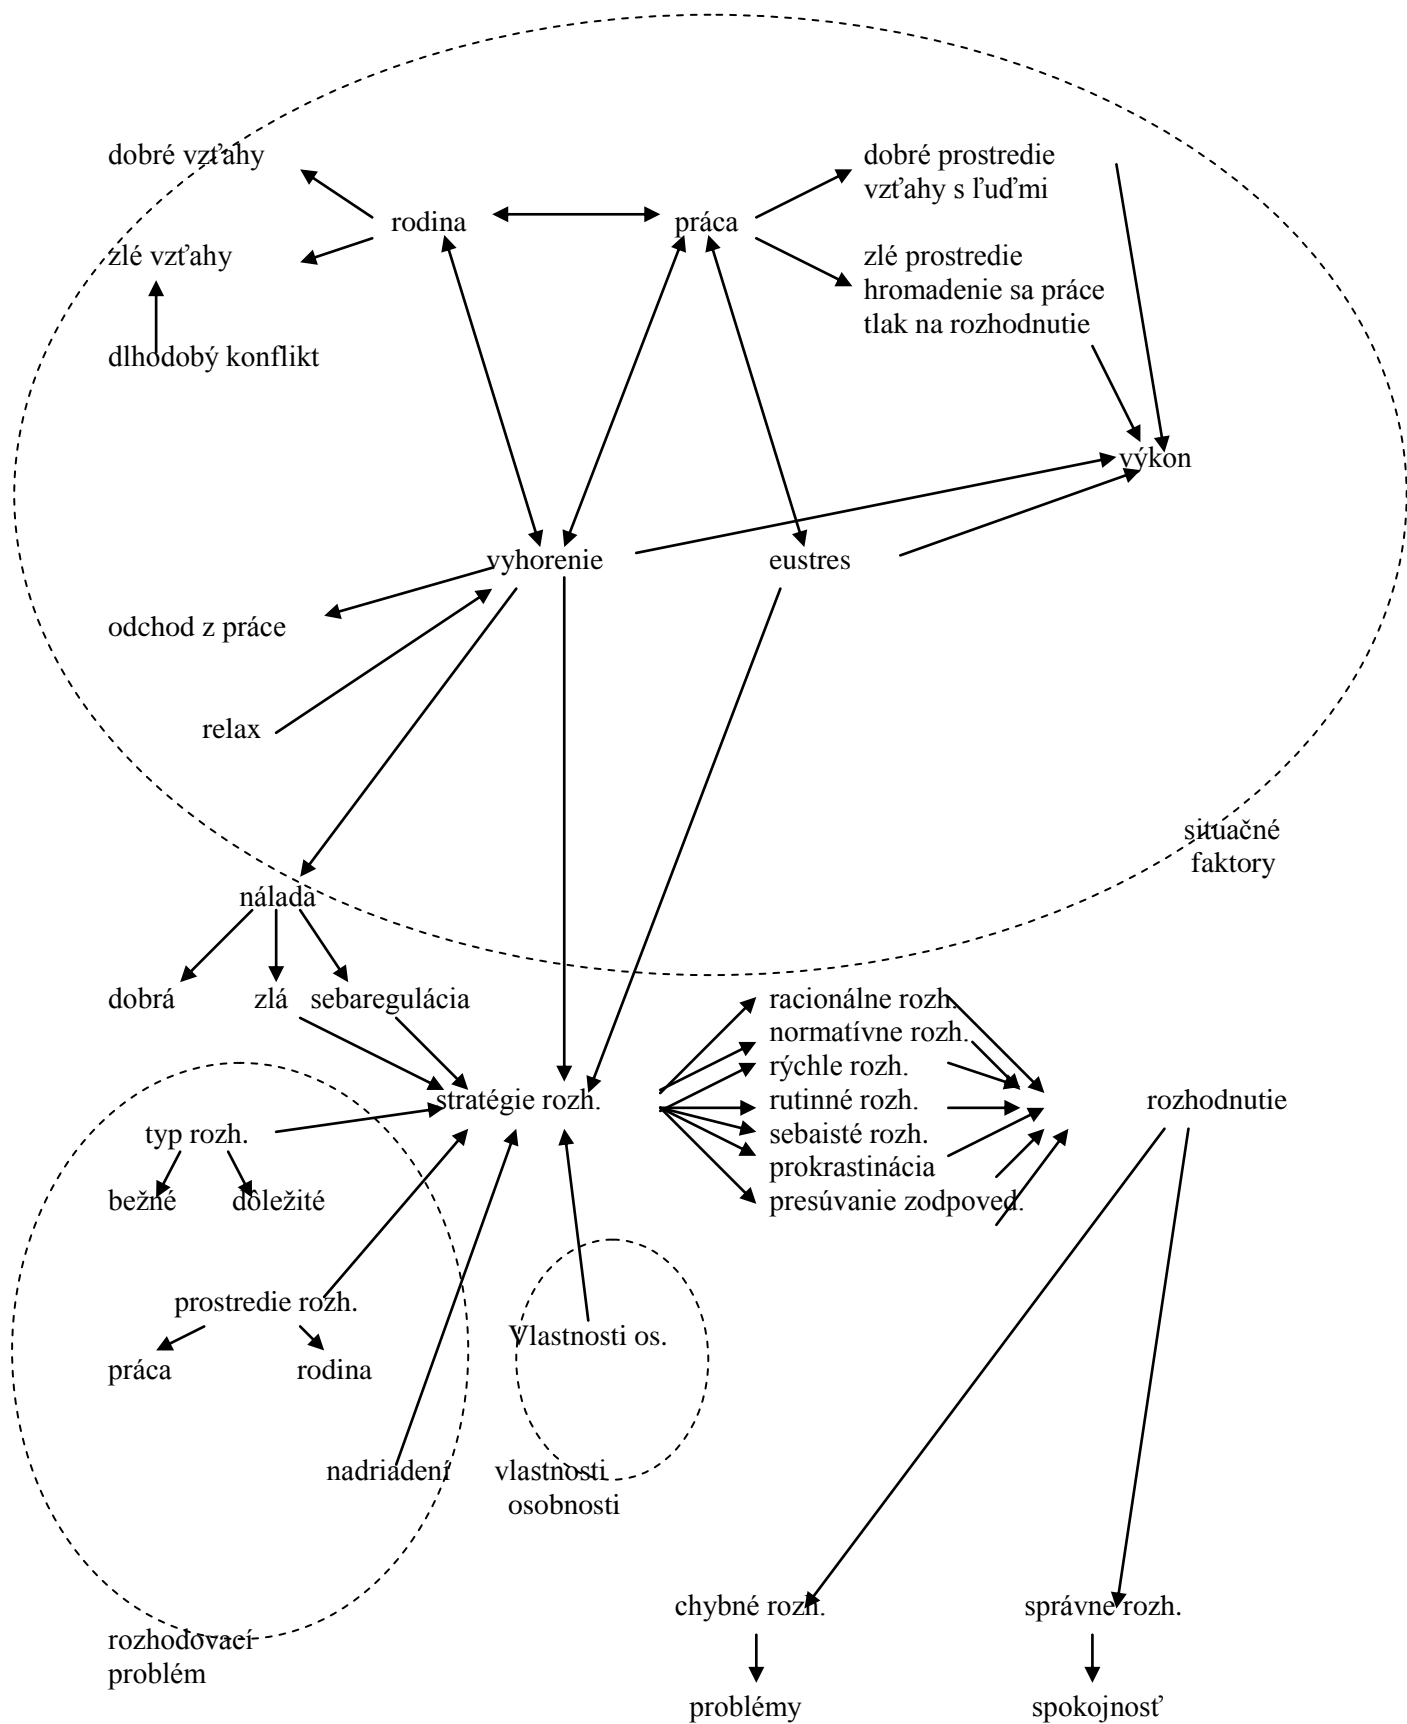 dobré vzťahy
dobré prostredie
vzťahy s ľuďmi
rodina
práca
zlé vzťahy
zlé prostredie
hromadenie sa práce
tlak na rozhodnutie
dlhodobý konflikt
výkon
vyhorenie
eustres
odchod z práce
relax
situačné
faktory
nálada
dobrá
zlá
sebaregulácia
racionálne rozh.
normatívne rozh.
rýchle rozh.
stratégie rozh.
rutinné rozh.
rozhodnutie
typ rozh.
sebaisté rozh.
prokrastinácia
bežné
dôležité
presúvanie zodpoved.
prostredie rozh.
Vlastnosti os.
práca
rodina
nadriadení
vlastnosti
osobnosti
chybné rozh.
správne rozh.
rozhodovací
problém
problémy
spokojnosť